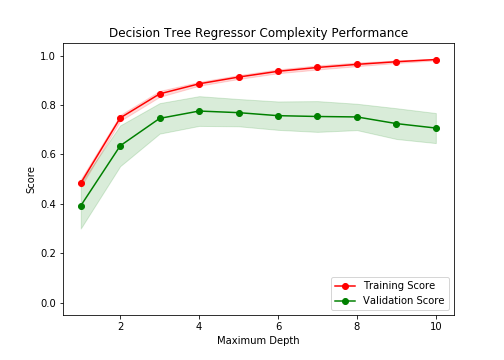 Decision Tree Regressor Complexity Performance
1.0
0.8
0.6
0.4
0.2
0.0
Score
2
4
6
8
10
Maximum Depth
Training Score
Validation Score